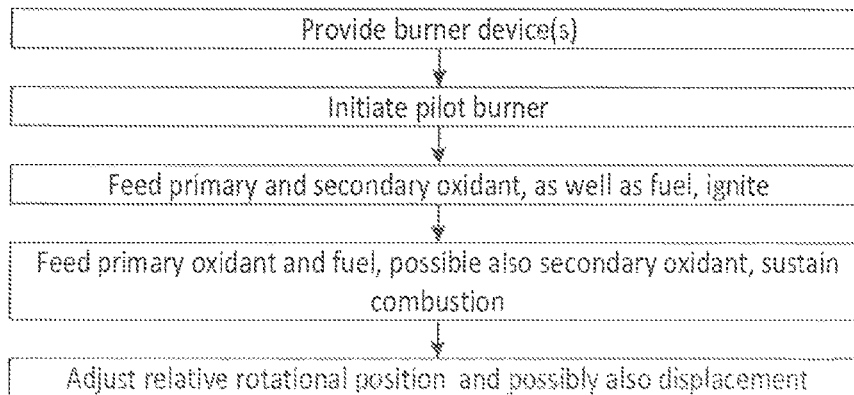 Provide burner device(s)
Initiate pilot burner
Feed primary and secondary oxidant, as well as fuel, ignite
Feed primary oxidant and fuel, possible also secondary oxidant, sustain
combustion
Adjust relative rotational position and possibly also displacement